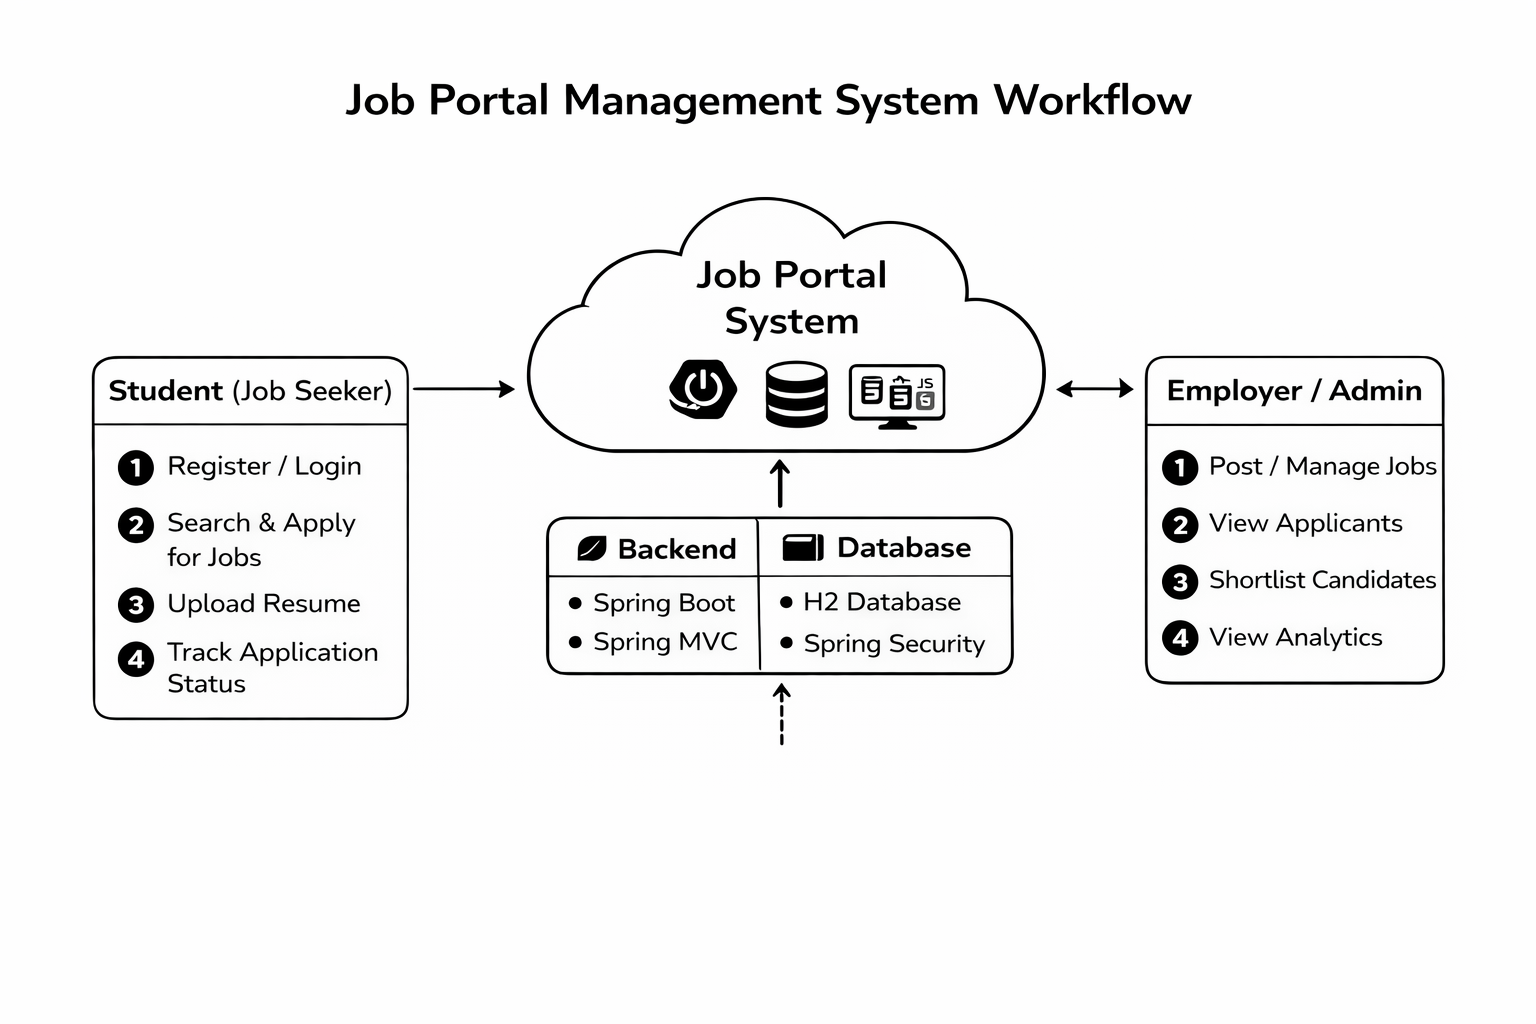 Job Portal Management System Workflow
Job Portal
System
JS
Student (Job Seeker)
1 Register / Login
2 Search & Apply
for Jobs
3 Upload Resume
4 Track Application
Status
Backend
Spring Boot
Spring MVC
Database
H2 Database
Spring Security
Employer / Admin
1 Post / Manage Jobs
2 View Applicants
3 Shortlist Candidates
4 View Analytics